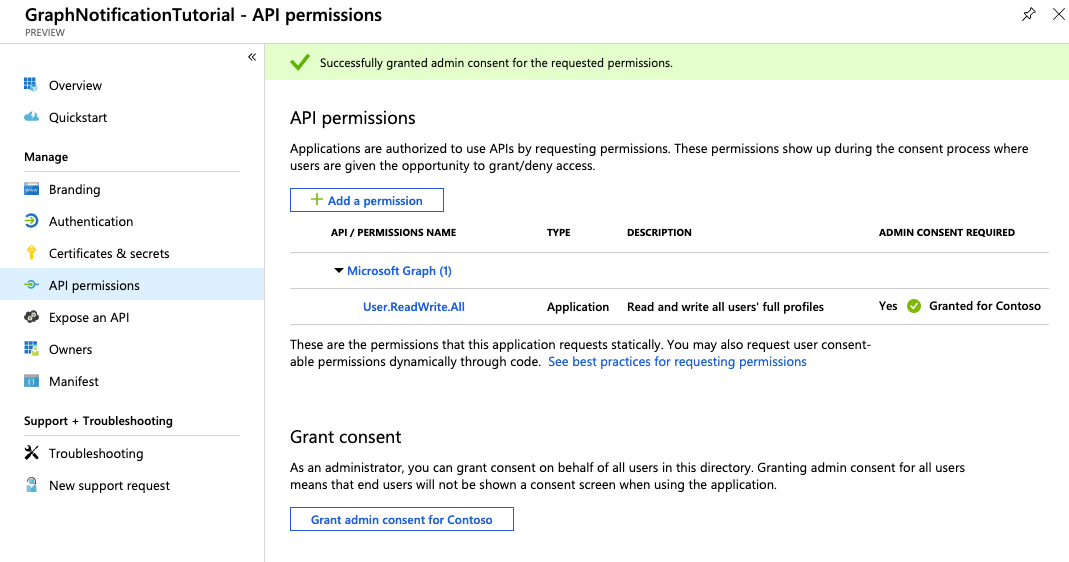 GraphNotificationTutorial - API permissions
PREVIEW
«
Overview
Quickstart
Manage
Branding
Authentication
Certificates & secrets
API permissions
Expose an API
Owners
Manifest
Support + Troubleshooting
Troubleshooting
New support request
Successfully granted admin consent for the requested permissions.
API permissions
Applications are authorized to use APIs by requesting permissions. These permissions show up during the consent process where
users are given the opportunity to grant/deny access.
+ Add a permission
API / PERMISSIONS NAME TYPE DESCRIPTION ADMIN CONSENT REQUIRED
Microsoft Graph (1)
User.ReadWrite.All Application Read and write all users' full profiles Yes Granted for Contoso
These are the permissions that this application requests statically. You may also request user consent-
able permissions dynamically through code. See best practices for requesting permissions
Grant consent
As an administrator, you can grant consent on behalf of all users in this directory. Granting admin consent for all users
means that end users will not be shown a consent screen when using the application.
Grant admin consent for Contoso